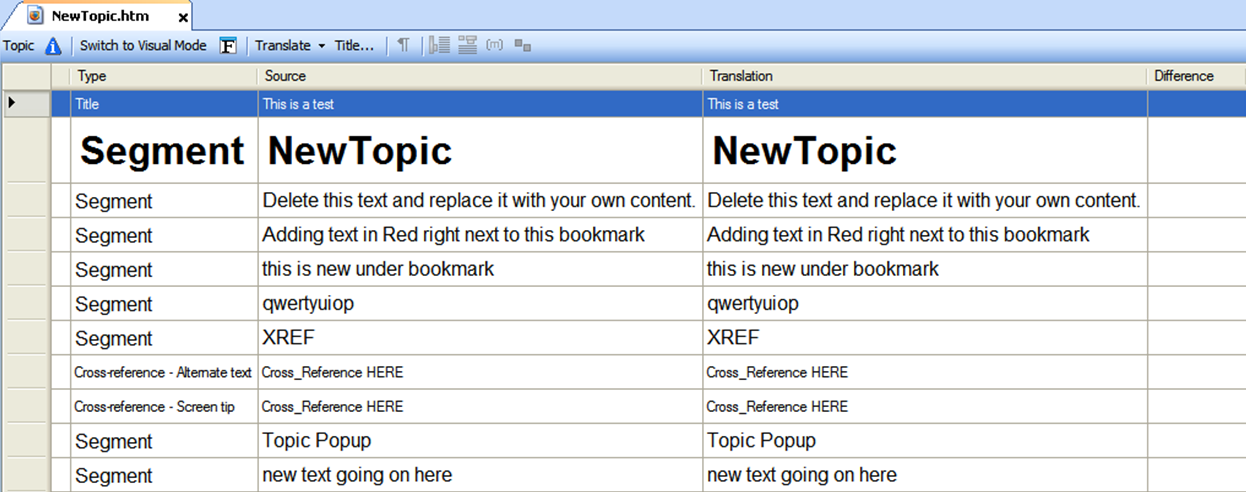 NewTopic.htm
Topic Switch to Visual Mode F Translate Title... ¶ (m)
Type Source Translation Difference
Title This is a test This is a test
Segment NewTopic NewTopic
Segment Delete this text and replace it with your own content. Delete this text and replace it with your own content.
Segment Adding text in Red right next to this bookmark Adding text in Red right next to this bookmark
Segment this is new under bookmark this is new under bookmark
Segment qwertyuiop qwertyuiop
Segment XREF XREF
Cross-reference - Alternate text Cross_Reference HERE Cross_Reference HERE
Cross-reference - Screen tip Cross_Reference HERE Cross_Reference HERE
Segment Topic Popup Topic Popup
Segment new text going on here new text going on here